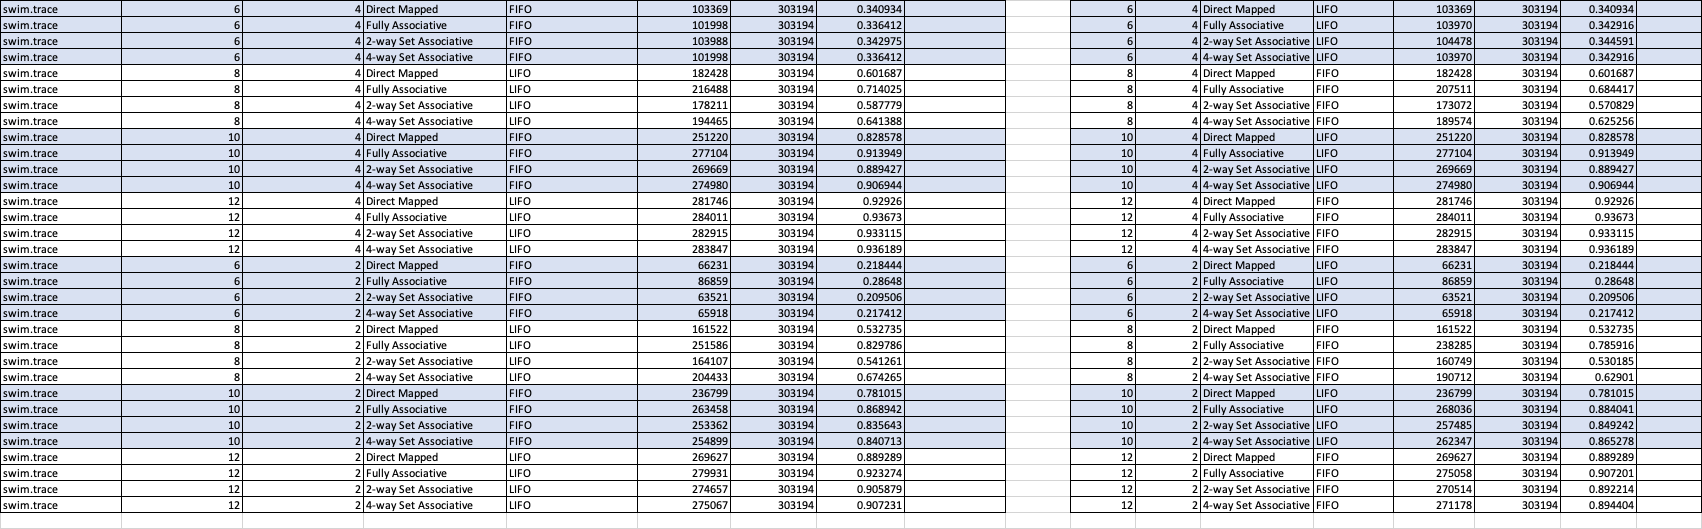 swim.trace 6 4 Direct Mapped FIFO 103369 303194 0.340934 6 4 Direct Mapped LIFO 103369 303194 0.340934
swim.trace 6 4 Fully Associative FIFO 101998 303194 0.336412 6 4 Fully Associative LIFO 103970 303194 0.342916
swim.trace 6 4 2-way Set Associative FIFO 103988 303194 0.342975 6 4 2-way Set Associative LIFO 104478 303194 0.344591
swim.trace 6 4 4-way Set Associative FIFO 101998 303194 0.336412 6 4 4-way Set Associative LIFO 103970 303194 0.342916
swim.trace 8 4 Direct Mapped LIFO 182428 303194 0.601687 8 4 Direct Mapped FIFO 182428 303194 0.601687
swim.trace 8 4 Fully Associative LIFO 216488 303194 0.714025 8 4 Fully Associative FIFO 207511 303194 0.684417
swim.trace 8 4 2-way Set Associative LIFO 178211 303194 0.587779 8 4 2-way Set Associative FIFO 173072 303194 0.570829
swim.trace 8 4 4-way Set Associative LIFO 194465 303194 0.641388 8 4 4-way Set Associative FIFO 189574 303194 0.625256
swim.trace 10 4 Direct Mapped FIFO 251220 303194 0.828578 10 4 Direct Mapped LIFO 251220 303194 0.828578
swim.trace 10 4 Fully Associative FIFO 277104 303194 0.913949 10 4 Fully Associative LIFO 277104 303194 0.913949
swim.trace 10 4 2-way Set Associative FIFO 269669 303194 0.889427 10 4 2-way Set Associative LIFO 269669 303194 0.889427
swim.trace 10 4 4-way Set Associative FIFO 274980 303194 0.906944 10 4 4-way Set Associative LIFO 274980 303194 0.906944
swim.trace 12 4 Direct Mapped LIFO 281746 303194 0.92926 12 4 Direct Mapped FIFO 281746 303194 0.92926
swim.trace 12 4 Fully Associative LIFO 284011 303194 0.93673 12 4 Fully Associative FIFO 284011 303194 0.93673
swim.trace 12 4 2-way Set Associative LIFO 282915 303194 0.933115 12 4 2-way Set Associative FIFO 282915 303194 0.933115
swim.trace 12 4 4-way Set Associative LIFO 283847 303194 0.936189 12 4 4-way Set Associative FIFO 283847 303194 0.936189
swim.trace 6 2 Direct Mapped FIFO 66231 303194 0.218444 6 2 Direct Mapped LIFO 66231 303194 0.218444
swim.trace 6 2 Fully Associative FIFO 86859 303194 0.28648 6 2 Fully Associative LIFO 86859 303194 0.28648
swim.trace 6 2 2-way Set Associative FIFO 63521 303194 0.209506 6 2 2-way Set Associative LIFO 63521 303194 0.209506
swim.trace 6 2 4-way Set Associative FIFO 65918 303194 0.217412 6 2 4-way Set Associative LIFO 65918 303194 0.217412
swim.trace 8 2 Direct Mapped LIFO 161522 303194 0.532735 8 2 Direct Mapped FIFO 161522 303194 0.532735
swim.trace 8 2 Fully Associative LIFO 251586 303194 0.829786 8 2 Fully Associative FIFO 238285 303194 0.785916
swim.trace 8 2 2-way Set Associative LIFO 164107 303194 0.541261 8 2 2-way Set Associative FIFO 160749 303194 0.530185
swim.trace 8 2 4-way Set Associative LIFO 204433 303194 0.674265 8 2 4-way Set Associative FIFO 190712 303194 0.62901
swim.trace 10 2 Direct Mapped FIFO 236799 303194 0.781015 10 2 Direct Mapped LIFO 236799 303194 0.781015
swim.trace 10 2 Fully Associative FIFO 263458 303194 0.868942 10 2 Fully Associative LIFO 268036 303194 0.884041
swim.trace 10 2 2-way Set Associative FIFO 253362 303194 0.835643 10 2 2-way Set Associative LIFO 257485 303194 0.849242
swim.trace 10 2 4-way Set Associative FIFO 254899 303194 0.840713 10 2 4-way Set Associative LIFO 262347 303194 0.865278
swim.trace 12 2 Direct Mapped LIFO 269627 303194 0.889289 12 2 Direct Mapped FIFO 269627 303194 0.889289
swim.trace 12 2 Fully Associative LIFO 279931 303194 0.923274 12 2 Fully Associative FIFO 275058 303194 0.907201
swim.trace 12 2 2-way Set Associative LIFO 274657 303194 0.905879 12 2 2-way Set Associative FIFO 270514 303194 0.892214
swim.trace 12 2 4-way Set Associative LIFO 275067 303194 0.907231 12 2 4-way Set Associative FIFO 271178 303194 0.894404